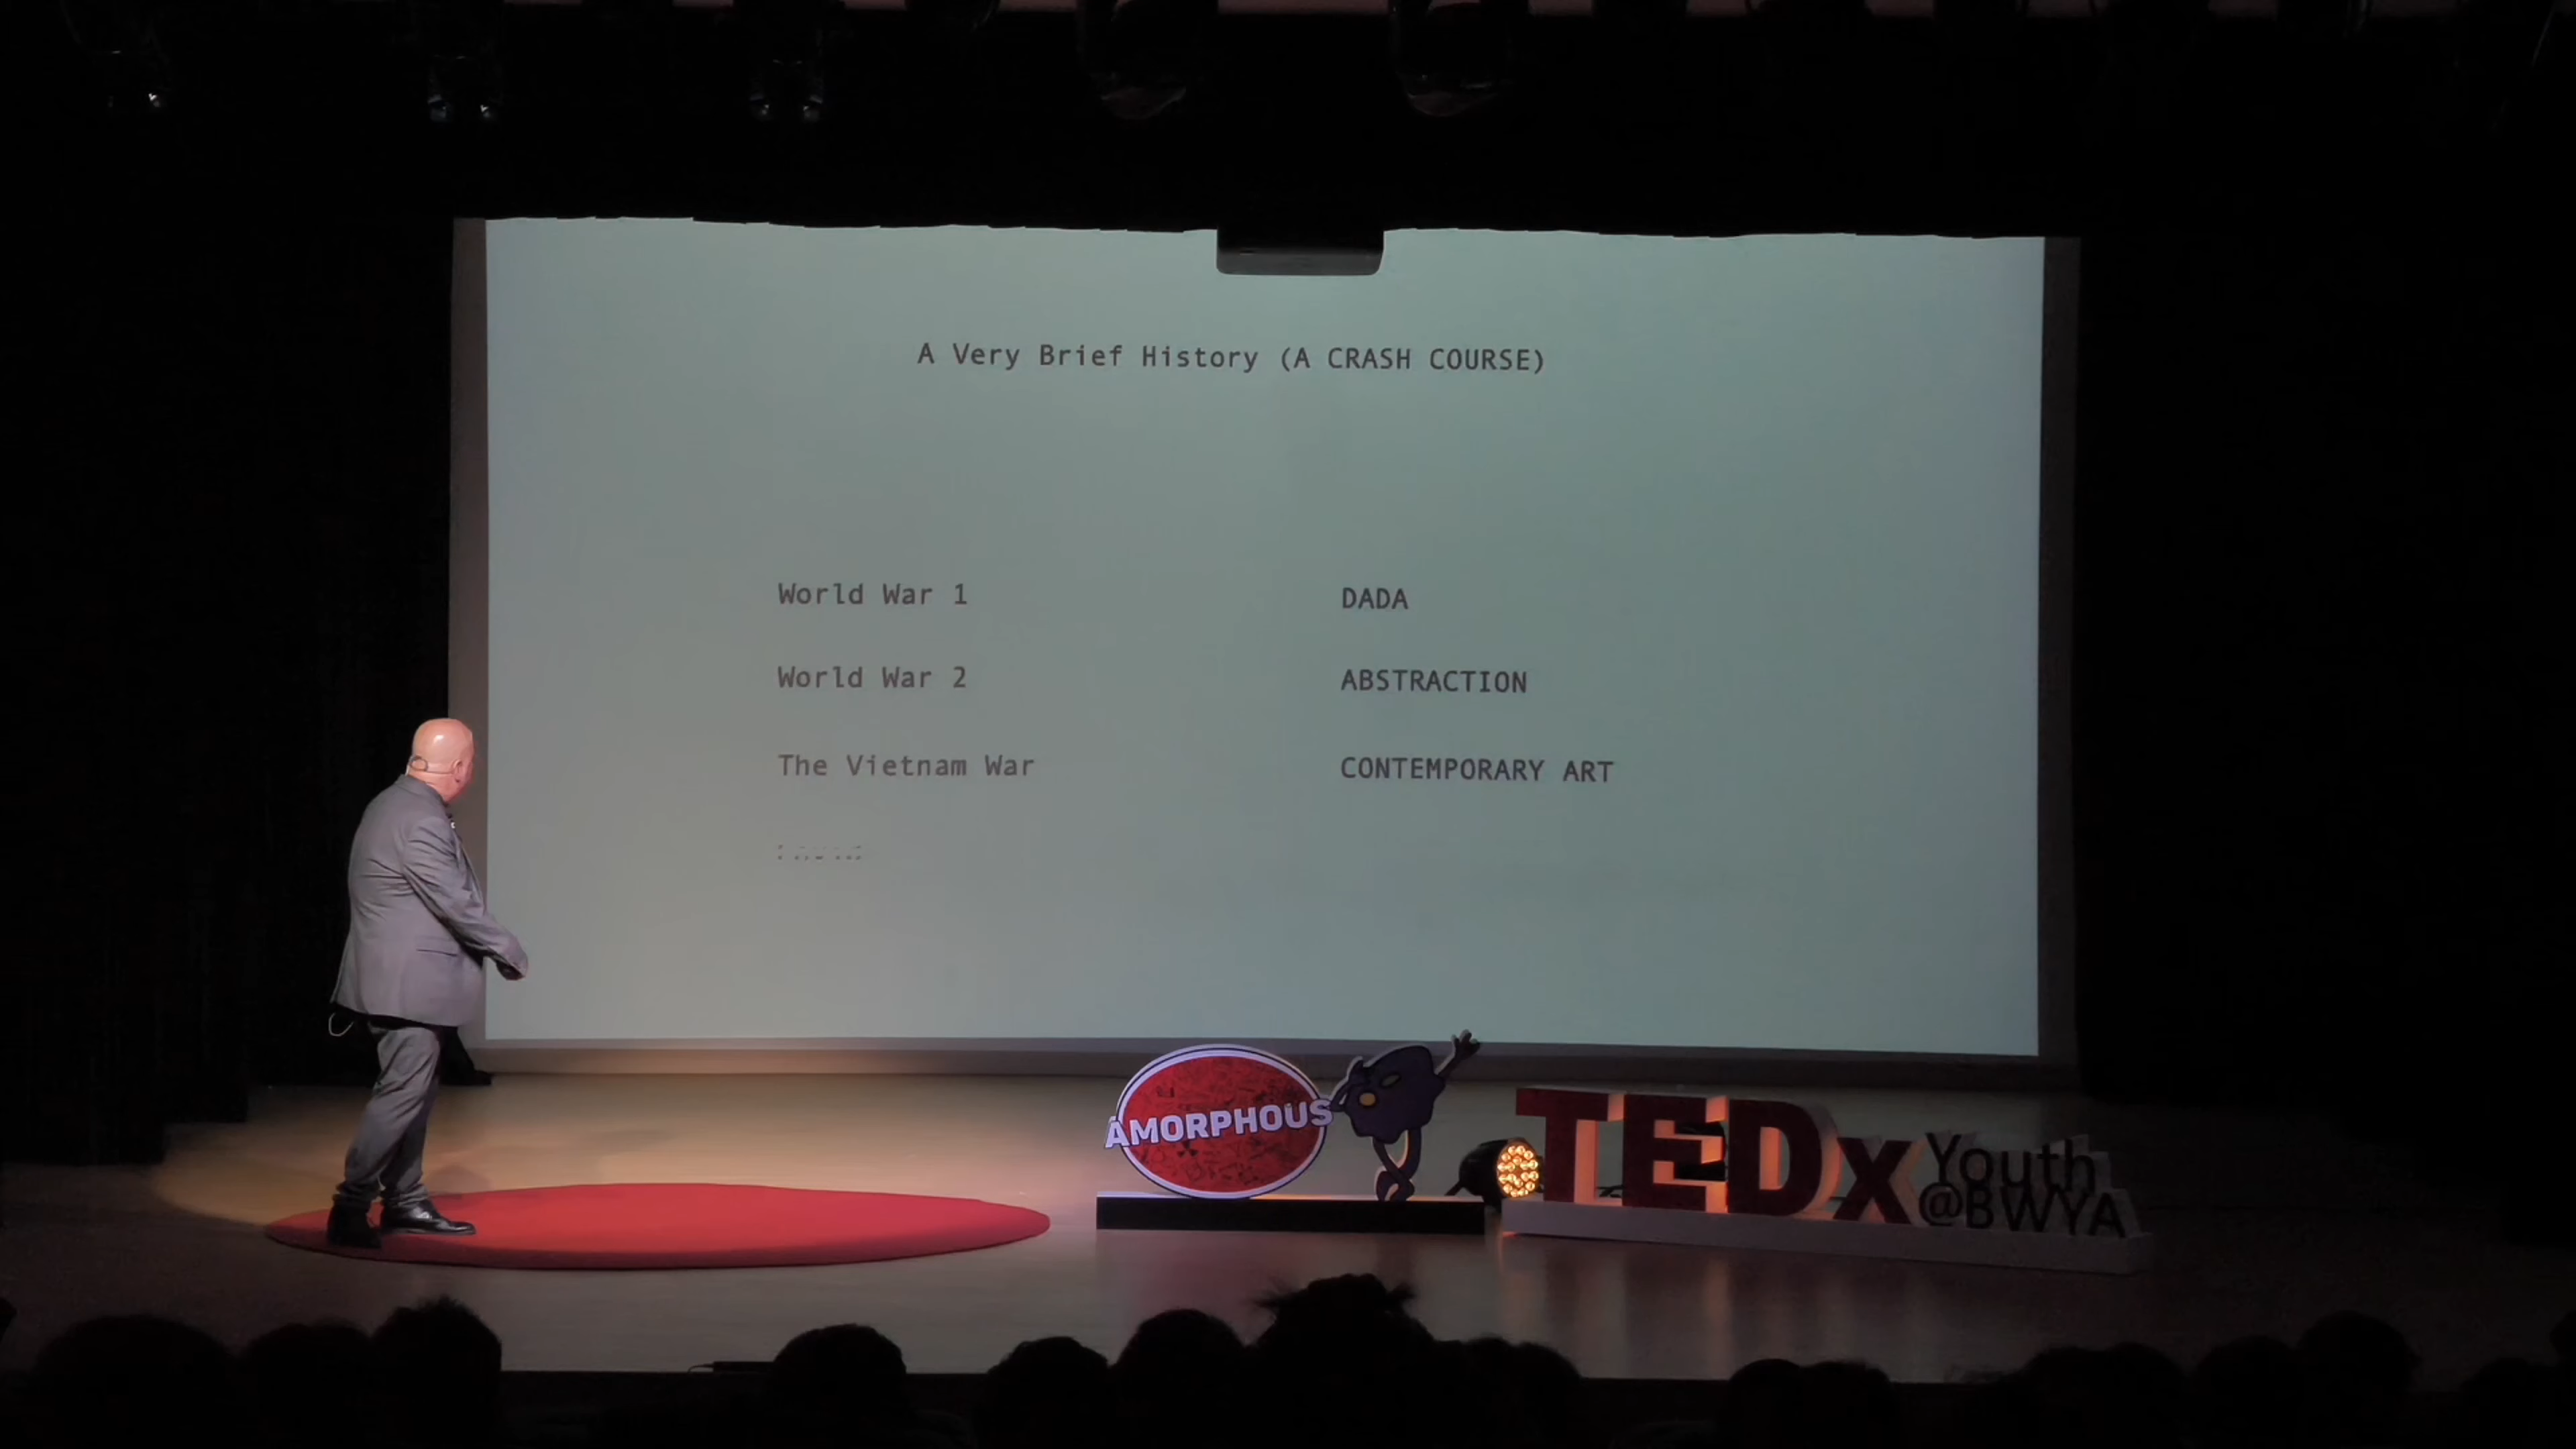 A Very Brief History (A CRASH COURSE)
World War 1 DADA
World War 2 ABSTRACTION
The Vietnam War CONTEMPORARY ART
AMORPHOUS
TEDx Youth
@BWYA